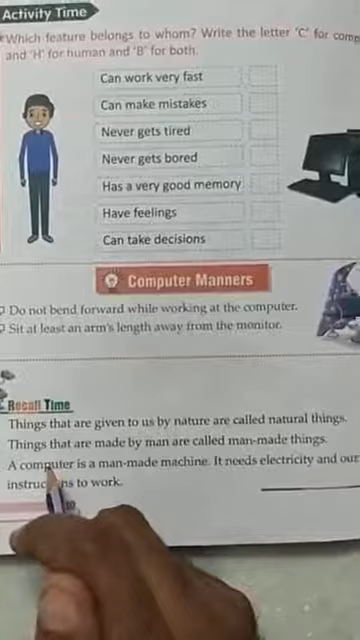 Activity Time
Which feature belongs to whom? Write the letter 'C' for
and 'H' for human and 'B' for both.
Can work very fast
Can make mistakes
Never gets tired
Never gets bored
Has a very good memory
Have feelings
Can take decisions
Computer Manners
Do not bend forward while working at the computer.
Sit at least an arm's length away from the monitor.
Recall Time
Things that are given to us by nature are called natural things.
Things that are made by man are called man-made things.
A computer is a man-made machine. It needs electricity and our
to work.